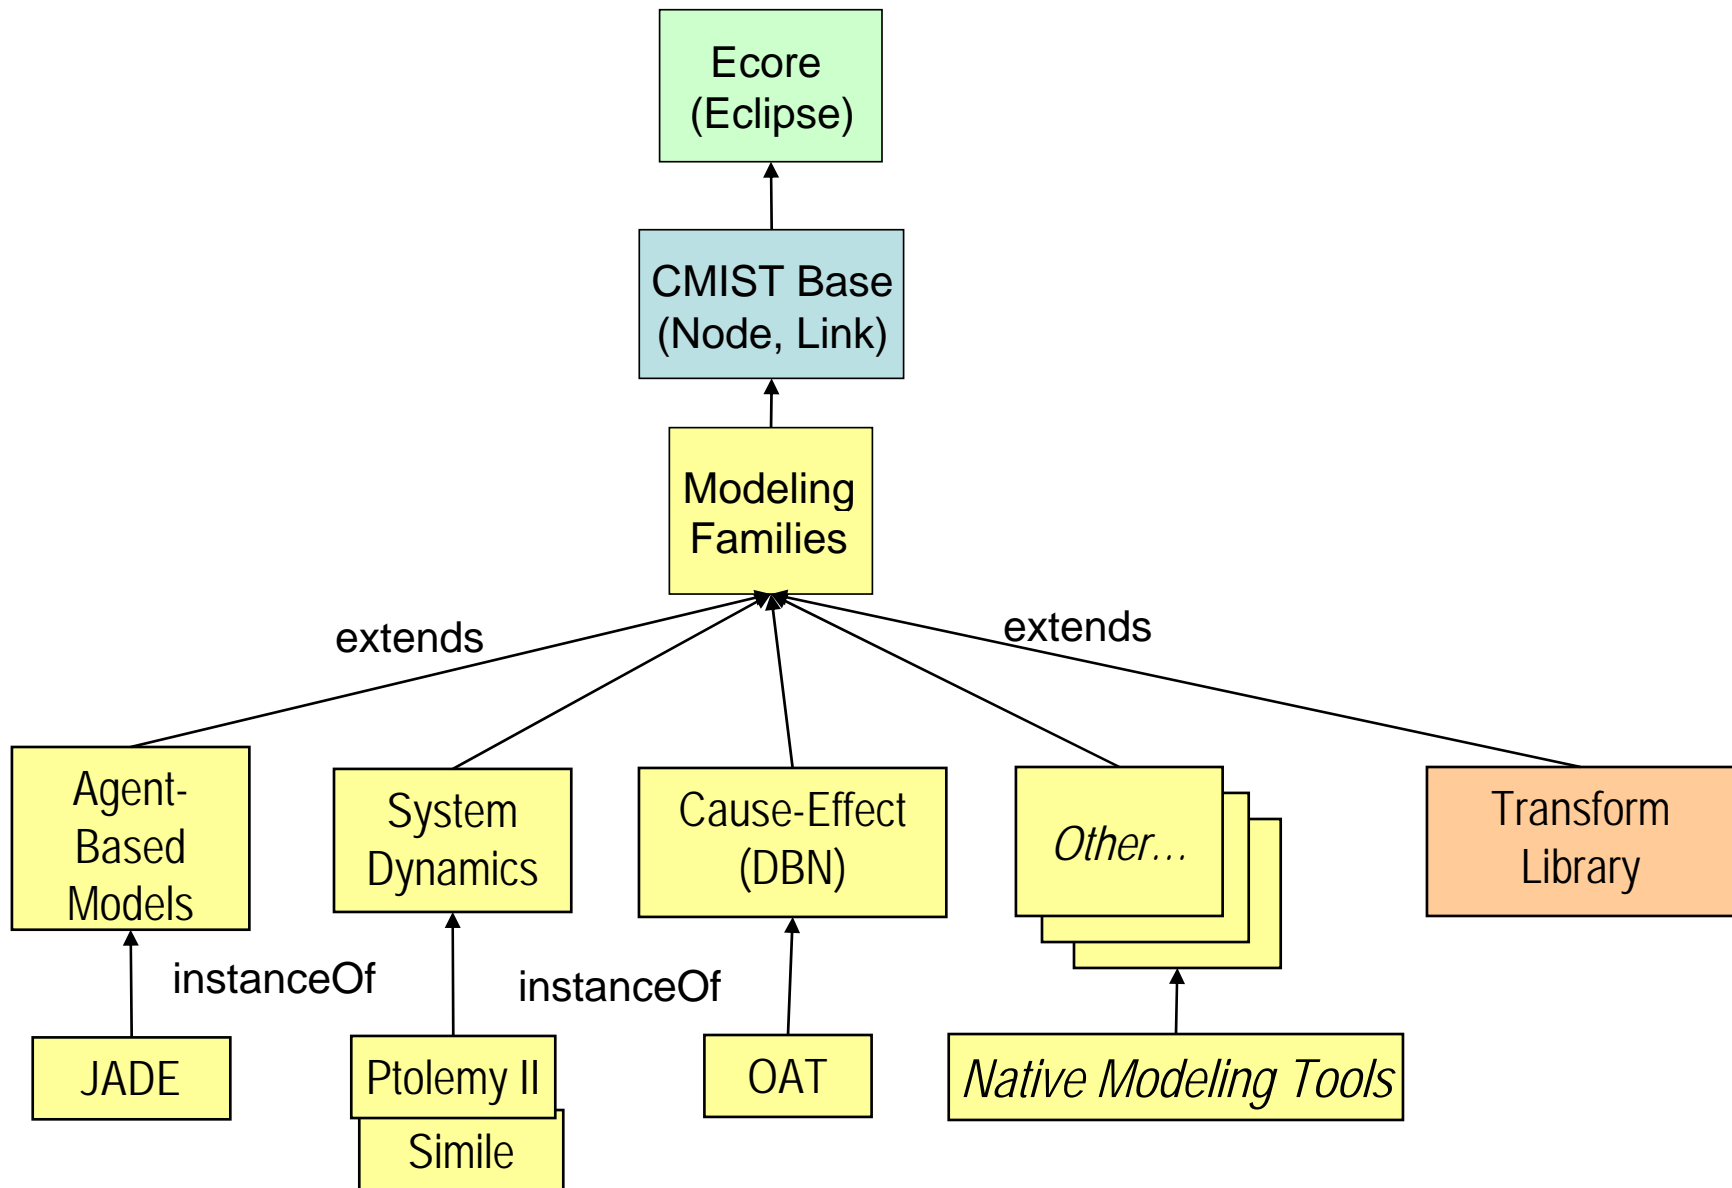 Ecore
(Eclipse)
CMIST Base
(Node, Link)
Modeling
Families
extends
extends
Agent-
Based
Models
System
Dynamics
Cause-Effect
(DBN)
Other...
Transform
Library
instanceOf
instanceOf
JADE
Ptolemy II
Simile
OAT
Native Modeling Tools